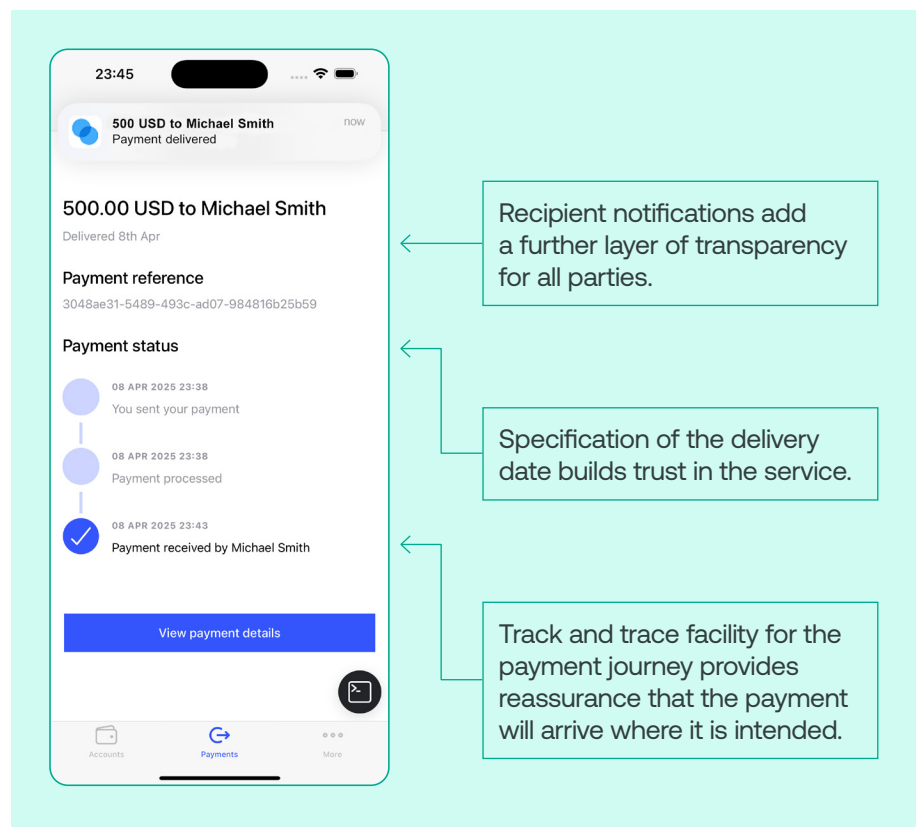 23:45
500 USD to Michael Smith
now
Payment delivered
500.00 USD to Michael Smith
Delivered 8th Apr
Payment reference
3048ae31-5489-493c-ad07-984816b25b59
Payment status
08 APR 2025 23:38
You sent your payment
08 APR 2025 23:38
Payment processed
08 APR 2025 23:43
Payment received by Michael Smith
View payment details
Accounts
Payments
More
Recipient notifications add
a further layer of transparency
for all parties.
Specification of the delivery
date builds trust in the service.
Track and trace facility for the
payment journey provides
reassurance that the payment
will arrive where it is intended.